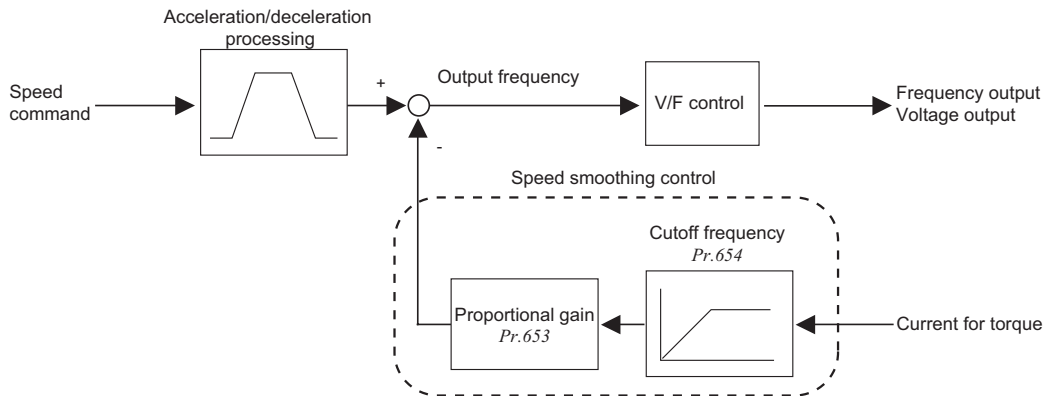 Acceleration/deceleration
processing
Speed
command
+
Output frequency
V/F control
Frequency output
Voltage output
-
Speed smoothing control
Cutoff frequency
Pr.654
Proportional gain
Pr.653
Current for torque